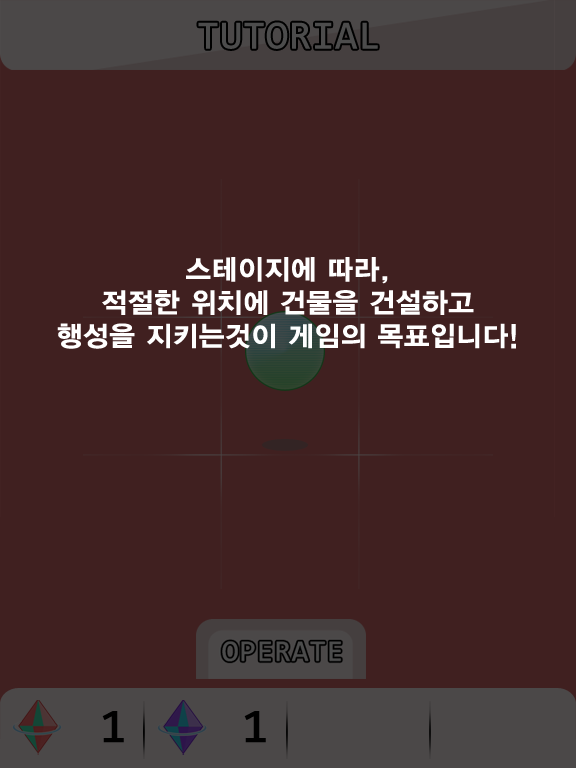 TUTORIAL
스테이지에 따라,
적절한 위치에 건물을 건설하고
행성을 지키는것이 게임의 목표입니다!
OPERATE
1 1